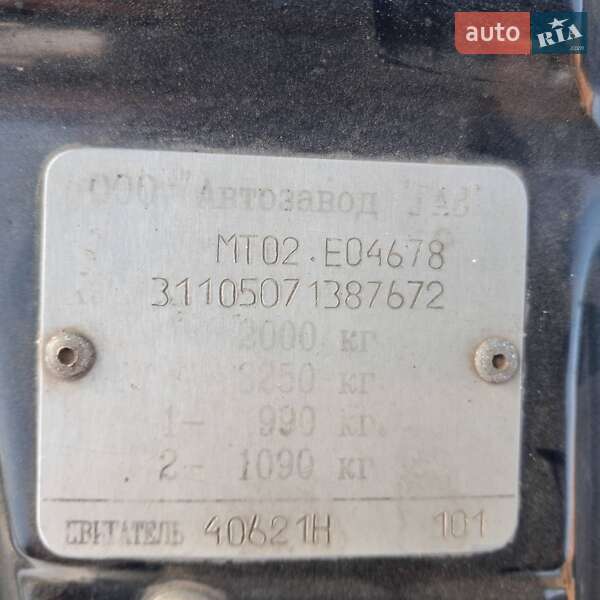 auto RIA .com
ООО "Автозавод "ГАЗ"
МТ02.Е04678
31105071387672
2000 кг
3250 кг
1- 990 кг
2- 1090 кг
ДВИГАТЕЛЬ 40621Н 101